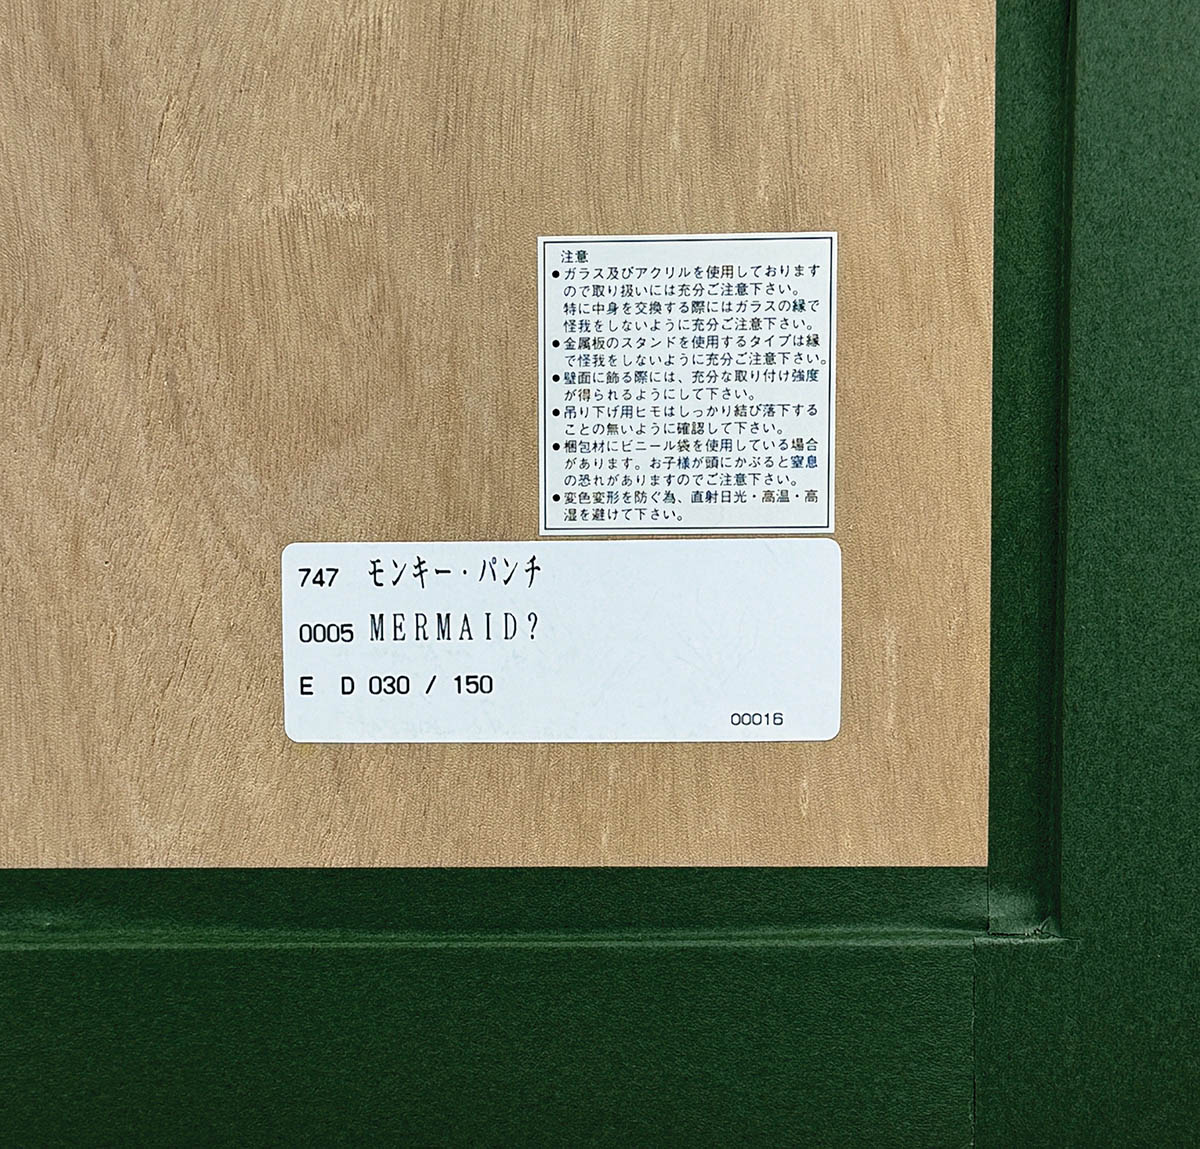 注意
●ガラス及びアクリルを使用しております
ので取り扱いには充分ご注意下さい。
特に中身を交換する際にはガラスの縁で
怪我をしないように充分ご注意下さい。
●金属板のスタンドを使用するタイプは縁
で怪我をしないように充分ご注意下さい。
●壁面に飾る際には、充分な取り付け強度
が得られるようにして下さい。
●吊り下げ用ヒモはしっかり結び落下する
ことの無いように確認して下さい。
●梱包材にビニール袋を使用している場合
があります。お子様が頭にかぶると窒息
の恐れがありますのでご注意下さい。
●変色変形を防ぐ為、直射日光・高温・高
湿を避けて下さい。
747 モンキー・パンチ
0005 MERMAID?
E D 030 / 150
00016